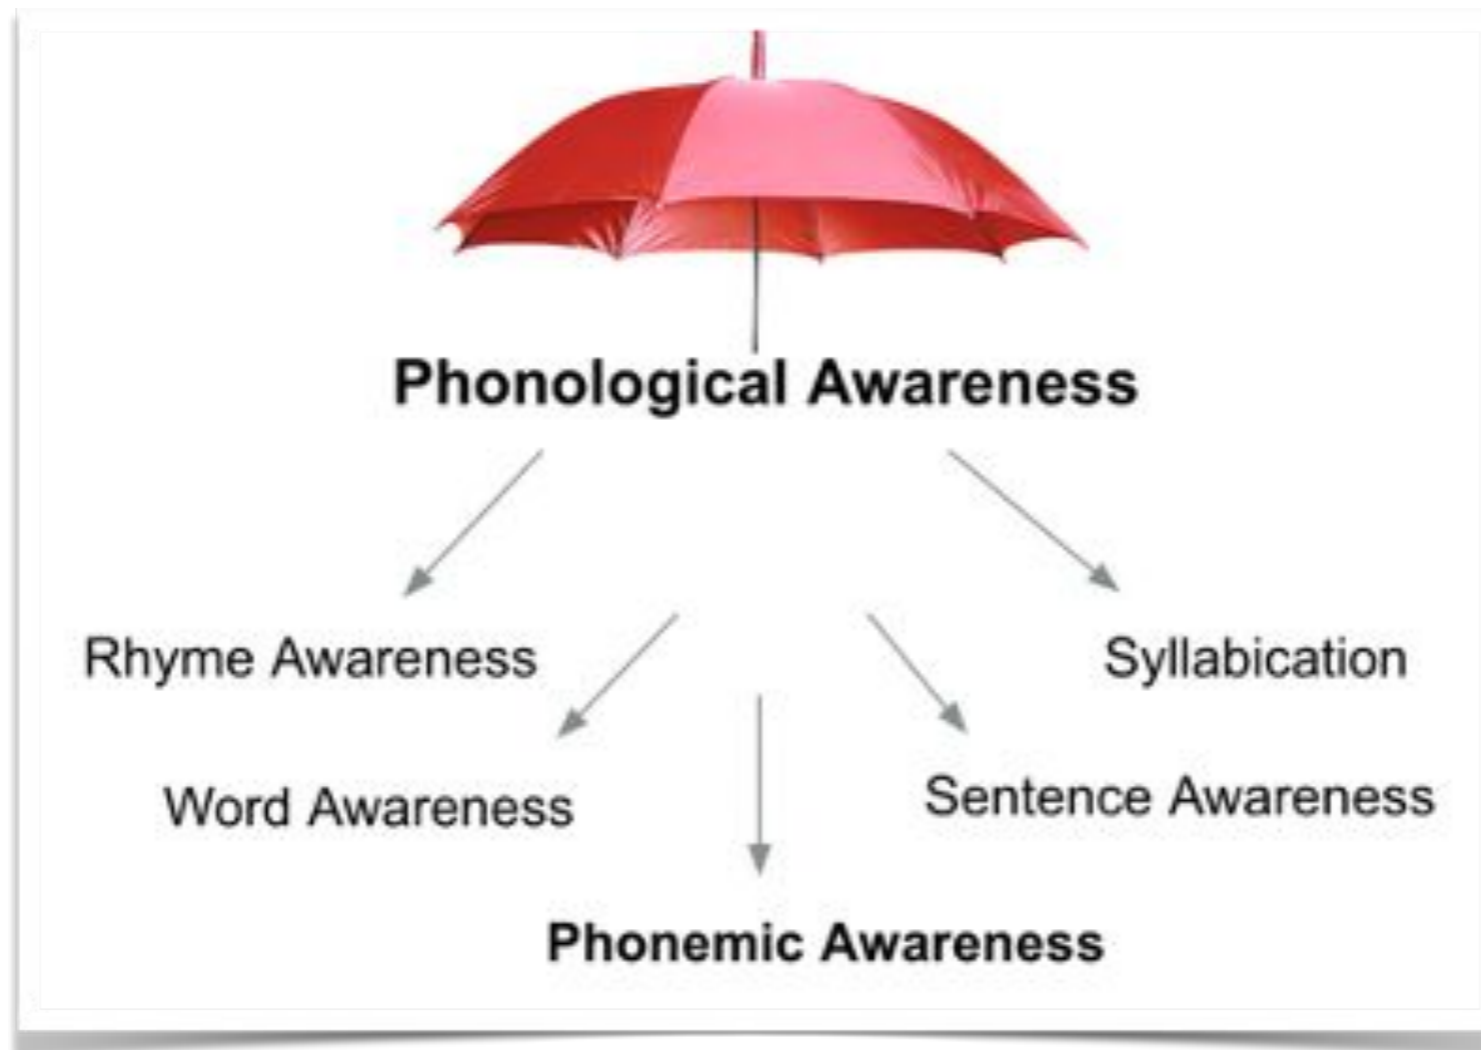 Phonological Awareness
Rhyme Awareness
Syllabication
Word Awareness
Sentence Awareness
Phonemic Awareness